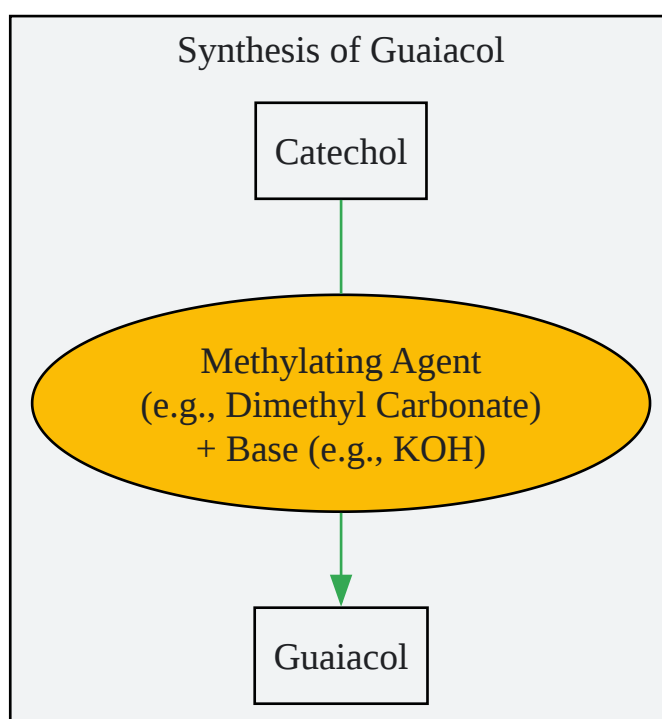 Synthesis of Guaiacol
Catechol
Methylating Agent
(e.g., Dimethyl Carbonate)
+ Base (e.g., KOH)
Guaiacol